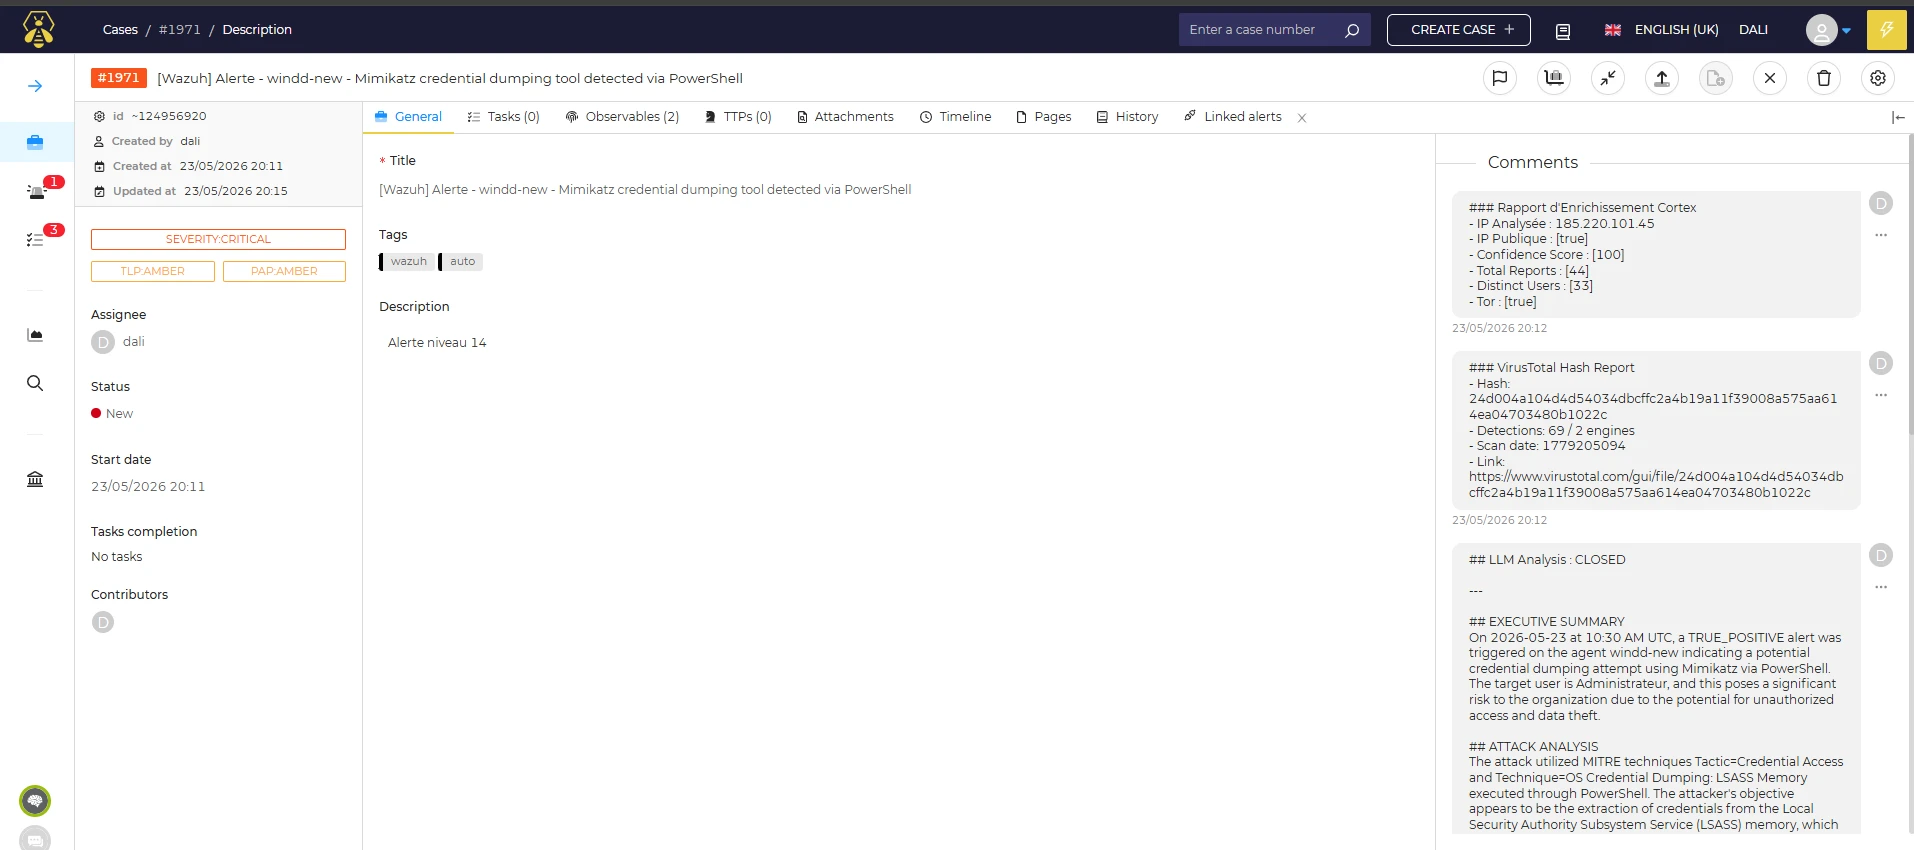 Cases / #1971 / Description
Enter a case number
CREATE CASE +
ENGLISH (UK)
DALI
#1971 [Wazuh] Alerte - windd-new - Mimikatz credential dumping tool detected via PowerShell
id ~124956920
Created by dali
Created at 23/05/2026 20:11
Updated at 23/05/2026 20:15
1
3
SEVERITY:CRITICAL
TLP:AMBER
PAP:AMBER
Assignee
D dali
Status
New
Start date
23/05/2026 20:11
Tasks completion
No tasks
Contributors
D
General
Tasks (0)
Observables (2)
TTPs (0)
Attachments
Timeline
Pages
History
Linked alerts
* Title
[Wazuh] Alerte - windd-new - Mimikatz credential dumping tool detected via PowerShell
Tags
wazuh
auto
Description
Alerte niveau 14
Comments
### Rapport d'Enrichissement Cortex
- IP Analysée : 185.220.101.45
- IP Publique : [true]
- Confidence Score : [100]
- Total Reports : [44]
- Distinct Users : [33]
- Tor : [true]
D
23/05/2026 20:12
### VirusTotal Hash Report
- Hash:
24d004a104d4d54034dbcffc2a4b19a11f39008a575aa61
4ea04703480b1022c
- Detections: 69 / 2 engines
- Scan date: 1779205094
- Link:
https://www.virustotal.com/gui/file/24d004a104d4d54034db
cffc2a4b19a11f39008a575aa614ea04703480b1022c
D
23/05/2026 20:12
## LLM Analysis : CLOSED
---
## EXECUTIVE SUMMARY
On 2026-05-23 at 10:30 AM UTC, a TRUE_POSITIVE alert was
triggered on the agent windd-new indicating a potential
credential dumping attempt using Mimikatz via PowerShell.
The target user is Administrateur, and this poses a significant
risk to the organization due to the potential for unauthorized
access and data theft.
## ATTACK ANALYSIS
The attack utilized MITRE techniques Tactic=Credential Access
and Technique=OS Credential Dumping: LSASS Memory
executed through PowerShell. The attacker's objective
appears to be the extraction of credentials from the Local
Security Authority Subsystem Service (LSASS) memory, which
D